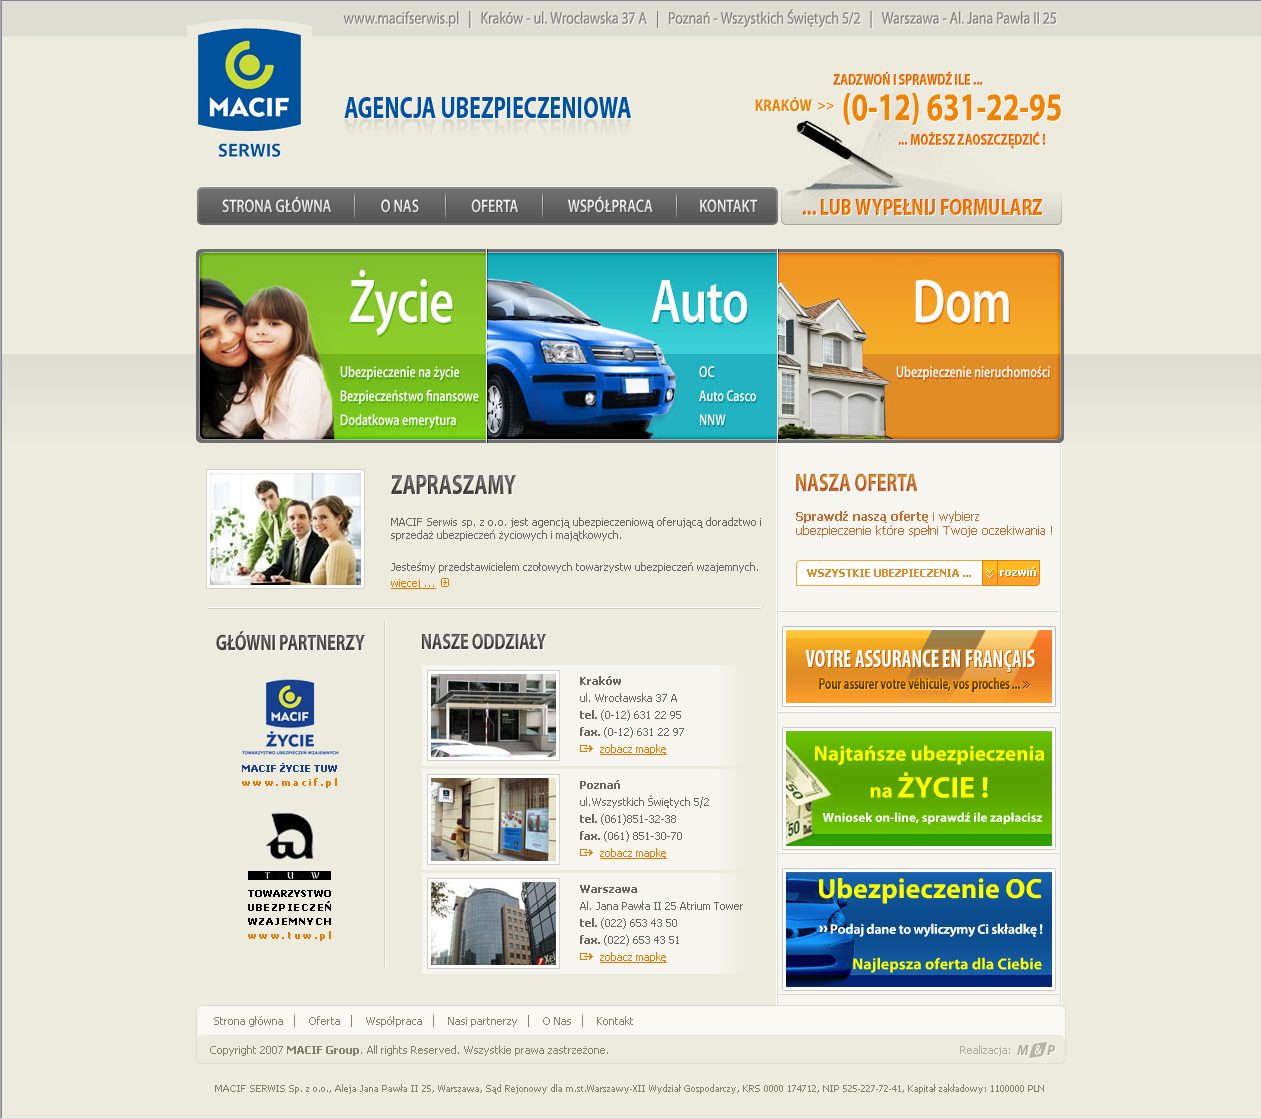 www.macifserwis.pl | Kraków - ul. Wrocławska 37 A | Poznań - Wszystkich Świętych 5/2 | Warszawa - Al. Jana Pawła II 25
MACIF
SERWIS
AGENCJA UBEZPIECZENIOWA
ZADZWOŃ I SPRAWDŹ ILE ...
KRAKÓW >> (0-12) 631-22-95
... MOŻESZ ZAOSZCZĘDZIĆ !
... LUB WYPEŁNIJ FORMULARZ
STRONA GŁÓWNA
O NAS
OFERTA
WSPÓŁPRACA
KONTAKT
Życie
Ubezpieczenie na życie
Bezpieczeństwo finansowe
Dodatkowa emerytura
Auto
OC
Auto Casco
NNW
Dom
Ubezpieczenie nieruchomości
ZAPRASZAMY
MACIF Serwis sp. z o.o. jest agencją ubezpieczeniową oferującą doradztwo i
sprzedaż ubezpieczeń życiowych i majątkowych.
Jesteśmy przedstawicielem czołowych towarzystw ubezpieczeń wzajemnych.
więcej ...
GŁÓWNI PARTNERZY
MACIF
ŻYCIE
TOWARZYSTWO UBEZPIECZEŃ WZAJEMNYCH
MACIF ŻYCIE TUW
www.macif.pl
T U W
TOWARZYSTWO
UBEZPIECZEŃ
WZAJEMNYCH
www.tuw.pl
NASZE ODDZIAŁY
Kraków
ul. Wrocławska 37 A
tel. (0-12) 631 22 95
fax. (0-12) 631 22 97
zobacz mapkę
Poznań
ul.Wszystkich Świętych 5/2
tel. (061)851-32-38
fax. (061) 851-30-70
zobacz mapkę
Warszawa
Al. Jana Pawła II 25 Atrium Tower
tel. (022) 653 43 50
fax. (022) 653 43 51
zobacz mapkę
NASZA OFERTA
Sprawdź naszą ofertę i wybierz
ubezpieczenie które spełni Twoje oczekiwania !
WSZYSTKIE UBEZPIECZENIA ... rozwiń
VOTRE ASSURANCE EN FRANÇAIS
Pour assurer votre véhicule, vos proches ... »
Najtańsze ubezpieczenia
na ŻYCIE !
Wniosek on-line, sprawdź ile zapłacisz
Ubezpieczenie OC
» Podaj dane to wyliczymy Ci składkę !
Najlepsza oferta dla Ciebie
Strona główna | Oferta | Współpraca | Nasi partnerzy | O Nas | Kontakt
Copyright 2007 MACIF Group. All rights Reserved. Wszystkie prawa zastrzeżone.
Realizacja: M&P
MACIF SERWIS Sp. z o.o., Aleja Jana Pawła II 25, Warszawa, Sąd Rejonowy dla m.st.Warszawy-XII Wydział Gospodarczy, KRS 0000 174712, NIP 525-227-72-41, Kapitał zakładowy: 1100000 PLN